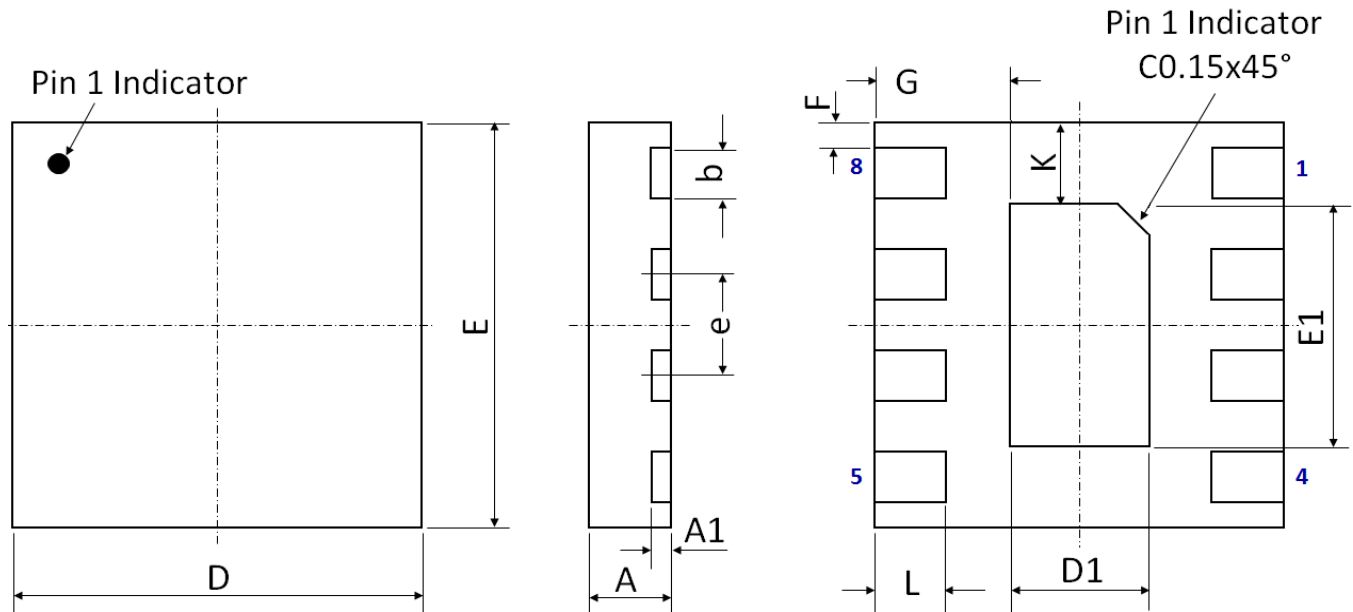 Pin 1 Indicator
Pin 1 Indicator
C0.15x45°
G
F
8
K
1
b
E
e
E1
5
4
A1
D
A
L
D1